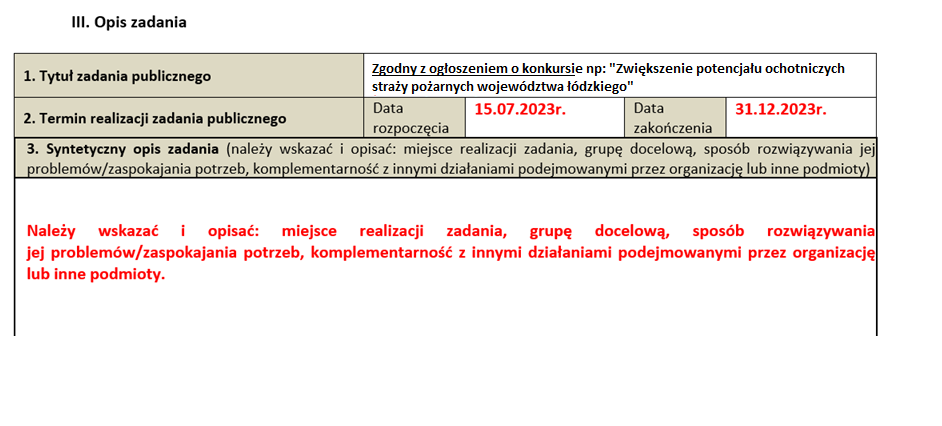 III. Opis zadania
1. Tytuł zadania publicznego
Zgodny z ogłoszeniem o konkursie np: "Zwiększenie potencjału ochotniczych
straży pożarnych województwa łódzkiego"
2. Termin realizacji zadania publicznego
Data
rozpoczęcia
15.07.2023r.
Data
zakończenia
31.12.2023r.
3. Syntetyczny opis zadania (należy wskazać i opisać: miejsce realizacji zadania, grupę docelową, sposób rozwiązywania jej
problemów/zaspokajania potrzeb, komplementarność z innymi działaniami podejmowanymi przez organizację lub inne podmioty)
Należy wskazać i opisać: miejsce realizacji zadania, grupę docelową, sposób rozwiązywania
jej problemów/zaspokajania potrzeb, komplementarność z innymi działaniami podejmowanymi przez organizację
lub inne podmioty.